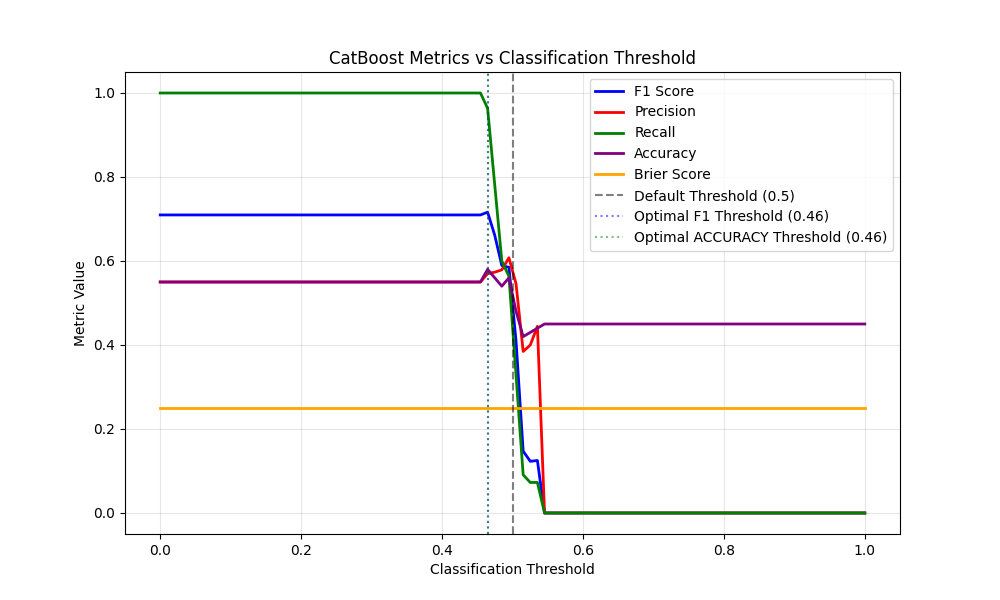 CatBoost Metrics vs Classification Threshold
Metric Value
1.0
0.8
0.6
0.4
0.2
0.0
F1 Score
Precision
Recall
Accuracy
Brier Score
Default Threshold (0.5)
Optimal F1 Threshold (0.46)
Optimal ACCURACY Threshold (0.46)
0.0 0.2 0.4 0.6 0.8 1.0
Classification Threshold